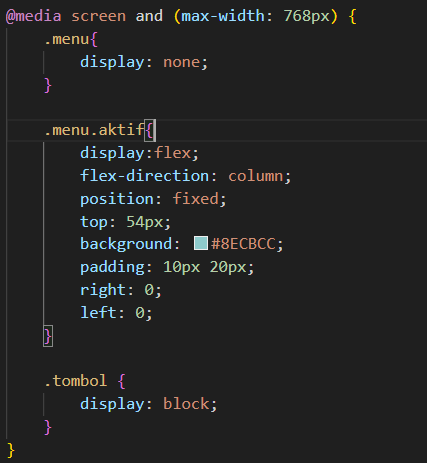 @media screen and (max-width: 768px) {
    .menu{
        display: none;
    }

    .menu.aktif{
        display:flex;
        flex-direction: column;
        position: fixed;
        top: 54px;
        background: #8ECBCC;
        padding: 10px 20px;
        right: 0;
        left: 0;
    }

    .tombol {
        display: block;
    }
}